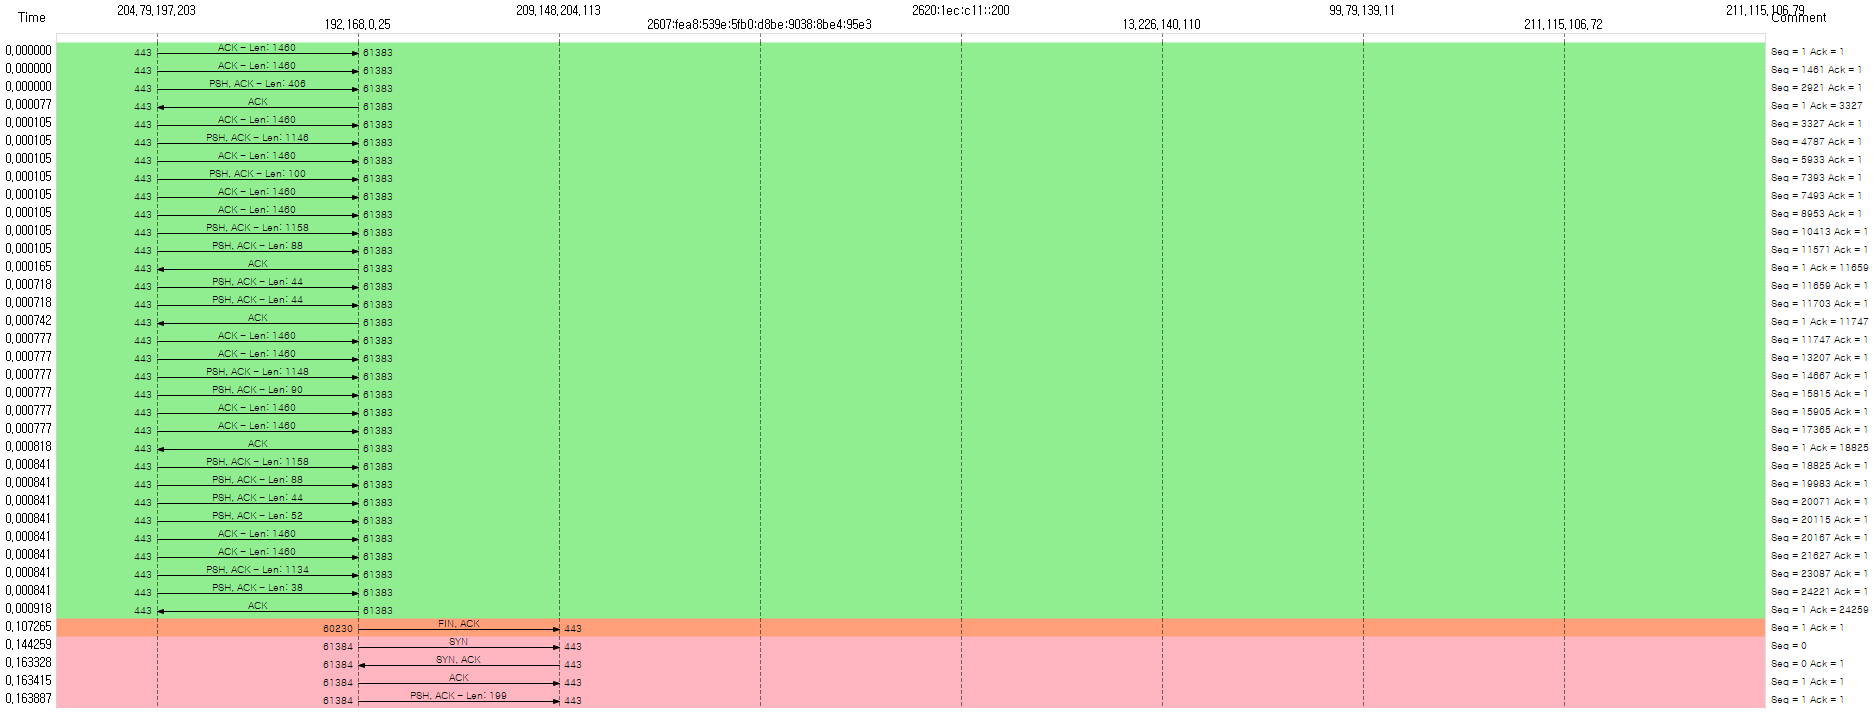 Time 204,79,197,203 192,168,0,25 209,148,204,113 2607:fea8:539e:5fb0:d8be:9038:8be4:95e3 2620:1ec:c11::200 13,226,140,110 99,79,139,11 211,115,106,72 211,115,106,79 Comment
0,000000 443 ACK - Len: 1460 61383 Seq = 1 Ack = 1
0,000000 443 ACK - Len: 1460 61383 Seq = 1461 Ack = 1
0,000000 443 PSH, ACK - Len: 406 61383 Seq = 2921 Ack = 1
0,000077 443 ACK 61383 Seq = 1 Ack = 3327
0,000105 443 ACK - Len: 1460 61383 Seq = 3327 Ack = 1
0,000105 443 PSH, ACK - Len: 1146 61383 Seq = 4787 Ack = 1
0,000105 443 ACK - Len: 1460 61383 Seq = 5933 Ack = 1
0,000105 443 PSH, ACK - Len: 100 61383 Seq = 7393 Ack = 1
0,000105 443 ACK - Len: 1460 61383 Seq = 7493 Ack = 1
0,000105 443 ACK - Len: 1460 61383 Seq = 8953 Ack = 1
0,000105 443 PSH, ACK - Len: 1158 61383 Seq = 10413 Ack = 1
0,000105 443 PSH, ACK - Len: 88 61383 Seq = 11571 Ack = 1
0,000165 443 ACK 61383 Seq = 1 Ack = 11659
0,000718 443 PSH, ACK - Len: 44 61383 Seq = 11659 Ack = 1
0,000718 443 PSH, ACK - Len: 44 61383 Seq = 11703 Ack = 1
0,000742 443 ACK 61383 Seq = 1 Ack = 11747
0,000777 443 ACK - Len: 1460 61383 Seq = 11747 Ack = 1
0,000777 443 ACK - Len: 1460 61383 Seq = 13207 Ack = 1
0,000777 443 PSH, ACK - Len: 1148 61383 Seq = 14667 Ack = 1
0,000777 443 PSH, ACK - Len: 90 61383 Seq = 15815 Ack = 1
0,000777 443 ACK - Len: 1460 61383 Seq = 15905 Ack = 1
0,000777 443 ACK - Len: 1460 61383 Seq = 17365 Ack = 1
0,000818 443 ACK 61383 Seq = 1 Ack = 18825
0,000841 443 PSH, ACK - Len: 1158 61383 Seq = 18825 Ack = 1
0,000841 443 PSH, ACK - Len: 88 61383 Seq = 19983 Ack = 1
0,000841 443 PSH, ACK - Len: 44 61383 Seq = 20071 Ack = 1
0,000841 443 PSH, ACK - Len: 52 61383 Seq = 20115 Ack = 1
0,000841 443 ACK - Len: 1460 61383 Seq = 20167 Ack = 1
0,000841 443 ACK - Len: 1460 61383 Seq = 21627 Ack = 1
0,000841 443 PSH, ACK - Len: 1134 61383 Seq = 23087 Ack = 1
0,000841 443 PSH, ACK - Len: 38 61383 Seq = 24221 Ack = 1
0,000918 443 ACK 61383 Seq = 1 Ack = 24259
0,107265 60230 FIN, ACK 443 Seq = 1 Ack = 1
0,144259 61384 SYN 443 Seq = 0
0,163328 61384 SYN, ACK 443 Seq = 0 Ack = 1
0,163415 61384 ACK 443 Seq = 1 Ack = 1
0,163887 61384 PSH, ACK - Len: 199 443 Seq = 1 Ack = 1